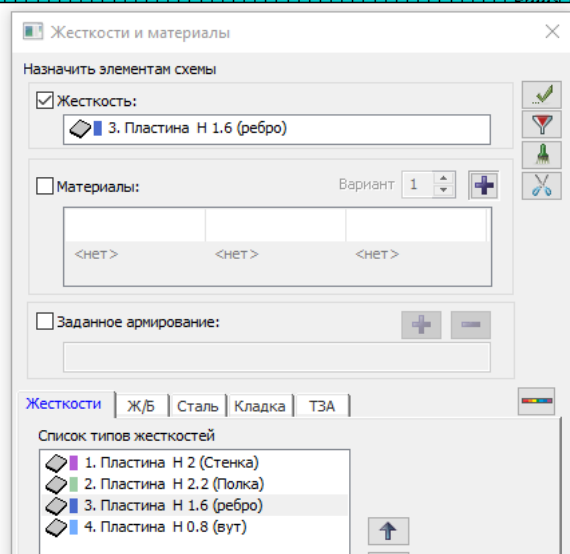 Жесткости и материалы
Назначить элементам схемы
Жесткость:
3. Пластина H 1.6 (ребро)
Материалы:
Вариант 1
<нет> <нет> <нет>
Заданное армирование:
Жесткости Ж/Б Сталь Кладка ТЗА
Список типов жесткостей
1. Пластина H 2 (Стенка)
2. Пластина H 2.2 (Полка)
3. Пластина H 1.6 (ребро)
4. Пластина H 0.8 (вут)